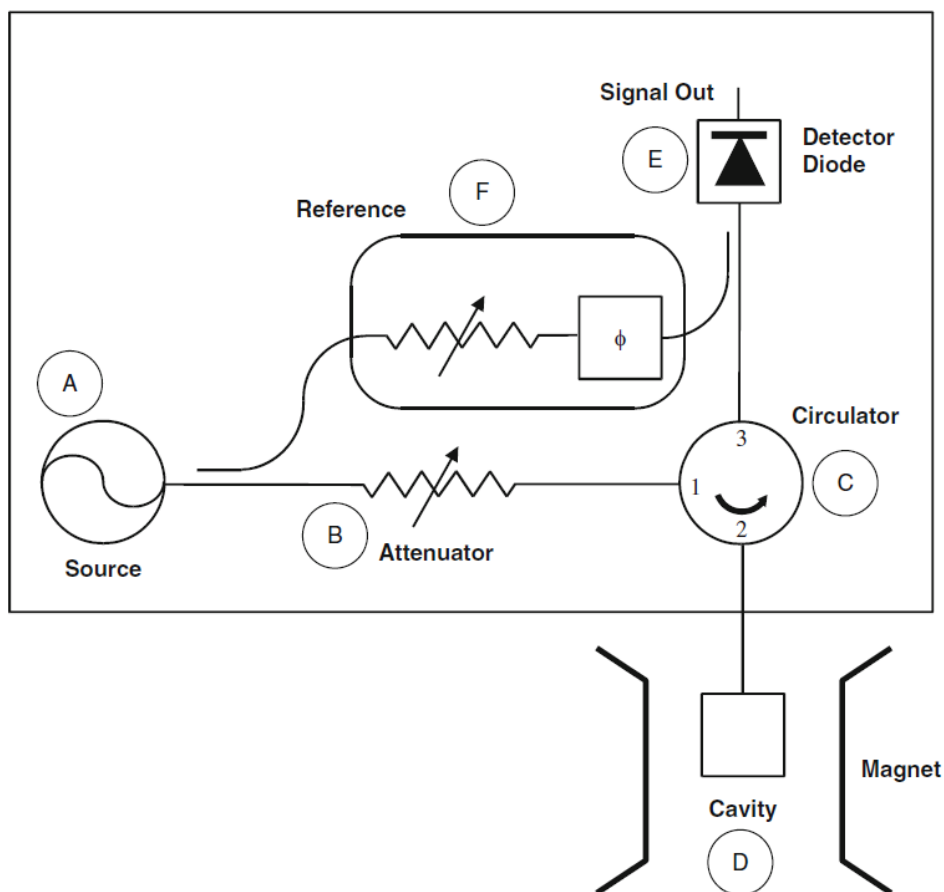 Signal Out
E
Detector
Diode
F
Reference
ϕ
A
Circulator
3
1
C
2
B
Attenuator
Source
Magnet
Cavity
D